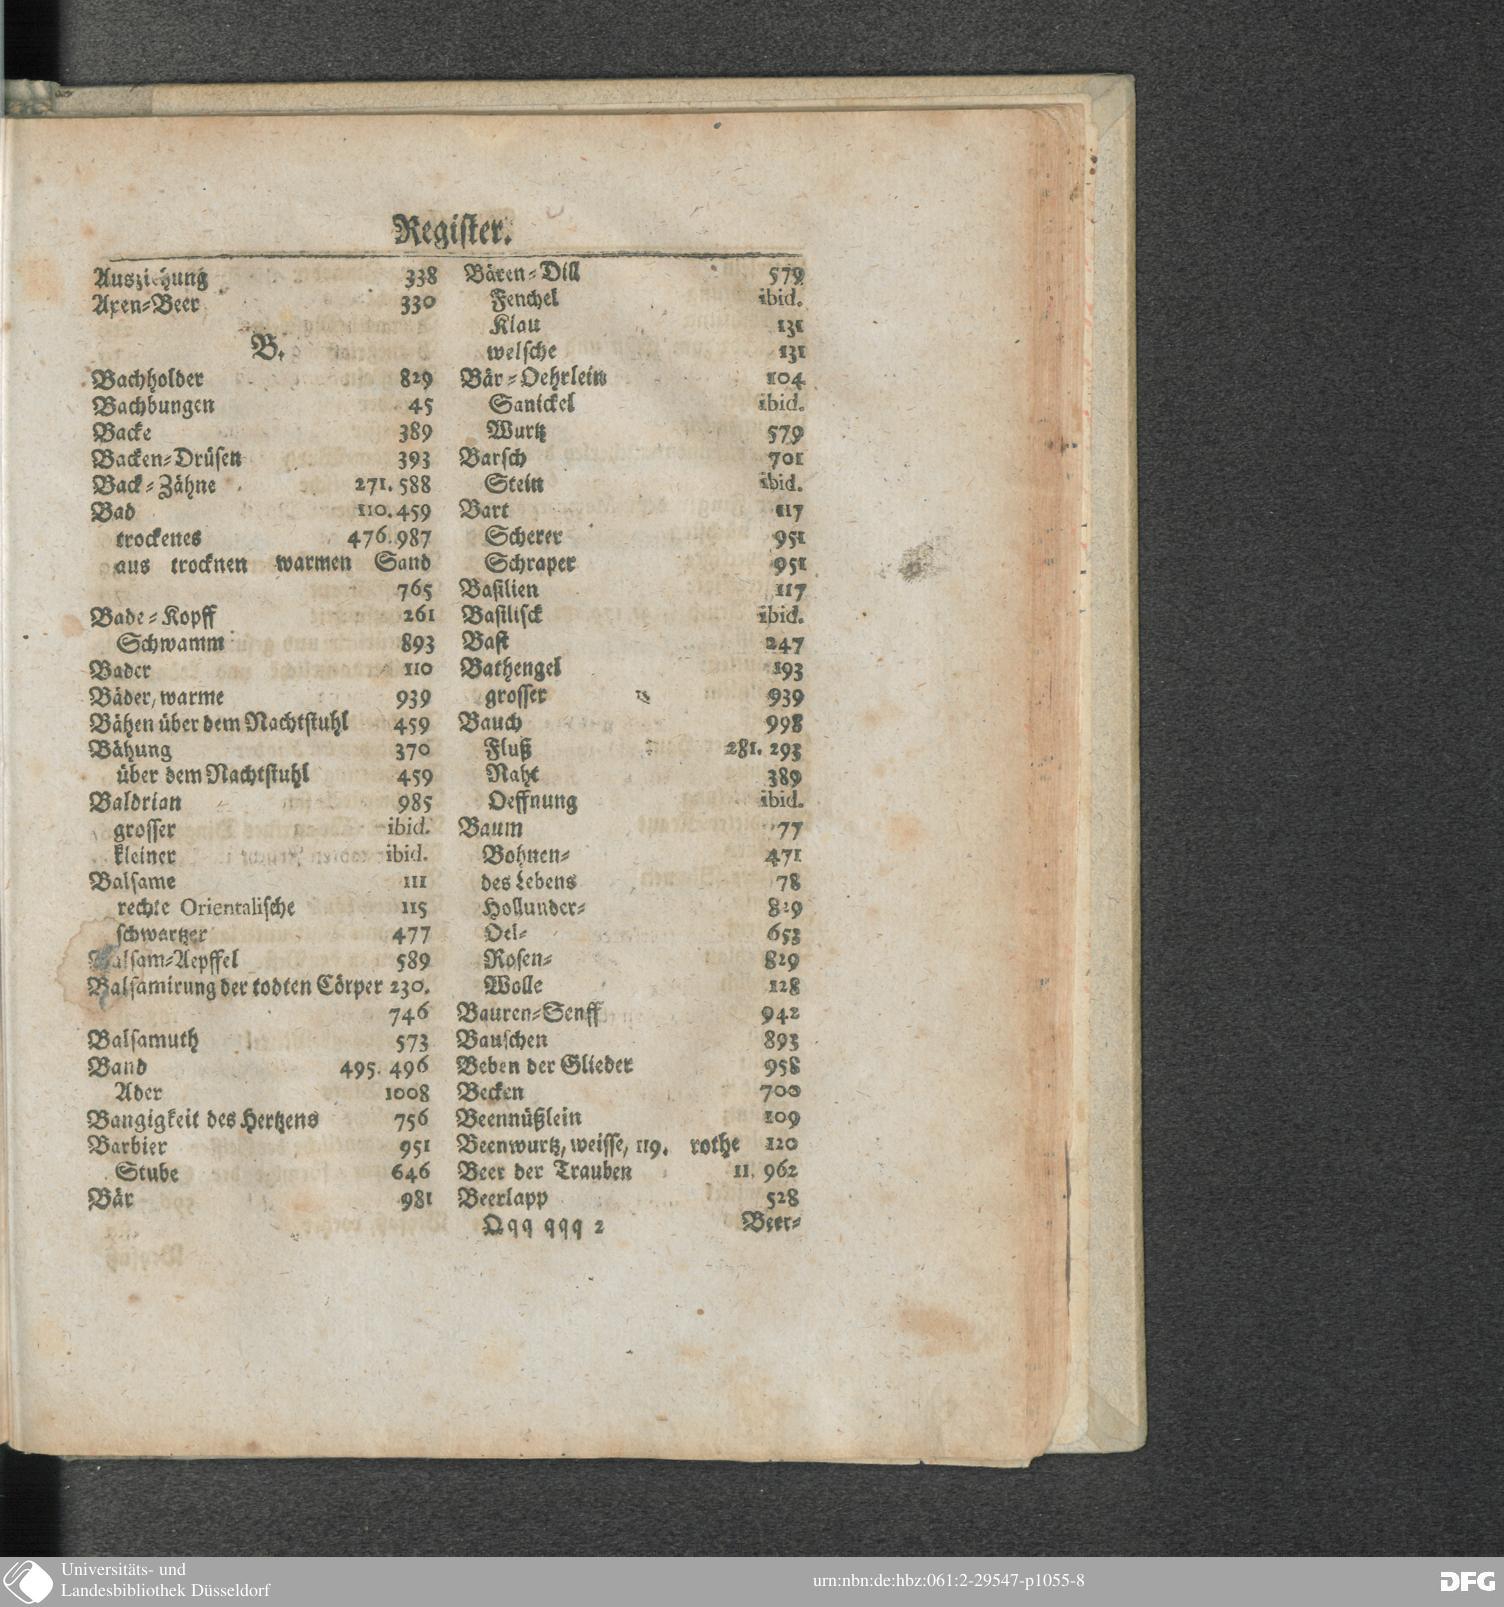 Register.
Ausziehung 338
Axen-Beer 330
B.
Bachholder 829
Bachbungen 45
Backe 389
Backen-Drüsen 393
Back-Zähne 271. 588
Bad 110. 459
trockenes 476. 987
aus trocknen warmen Sand
765
Bade-Kopff 261
Schwamm 893
Bader 110
Bäder, warme 939
Bähen über dem Nachtstuhl 459
Bähung 370
über dem Nachtstuhl 459
Baldrian 985
grosser ibid.
kleiner ibid.
Balsame 111
rechte Orientalische 115
schwartzer 477
Balsam-Aepffel 589
Balsamirung der todten Cörper 230.
746
Balsamuth 573
Band 495. 496
Ader 1008
Bangigkeit des Hertzens 756
Barbier 951
Stube 646
Bär 981
Bären-Dill 579
Fenchel ibid.
Klau 131
welsche 131
Bär-Oehrlein 104
Sanickel ibid.
Wurtz 579
Barsch 701
Stein ibid.
Bart 117
Scherer 951
Schraper 951
Basilien 117
Basilisck ibid.
Bast 247
Bathengel 193
grosser 939
Bauch 998
Fluß 281. 293
Naht 389
Oeffnung ibid.
Baum 77
Bohnen- 471
des Lebens 78
Hollunder- 829
Oel- 653
Rosen- 829
Wolle 128
Bauren-Senff 942
Bauschen 893
Beben der Glieder 958
Becken 700
Beennüßlein 109
Beenwurtz, weisse, 119. rothe 120
Beer der Trauben 11. 962
Beerlapp 528
Qqq qqq 2 Beer-
Universitäts- und
Landesbibliothek Düsseldorf
urn:nbn:de:hbz:061:2-29547-p1055-8
DFG